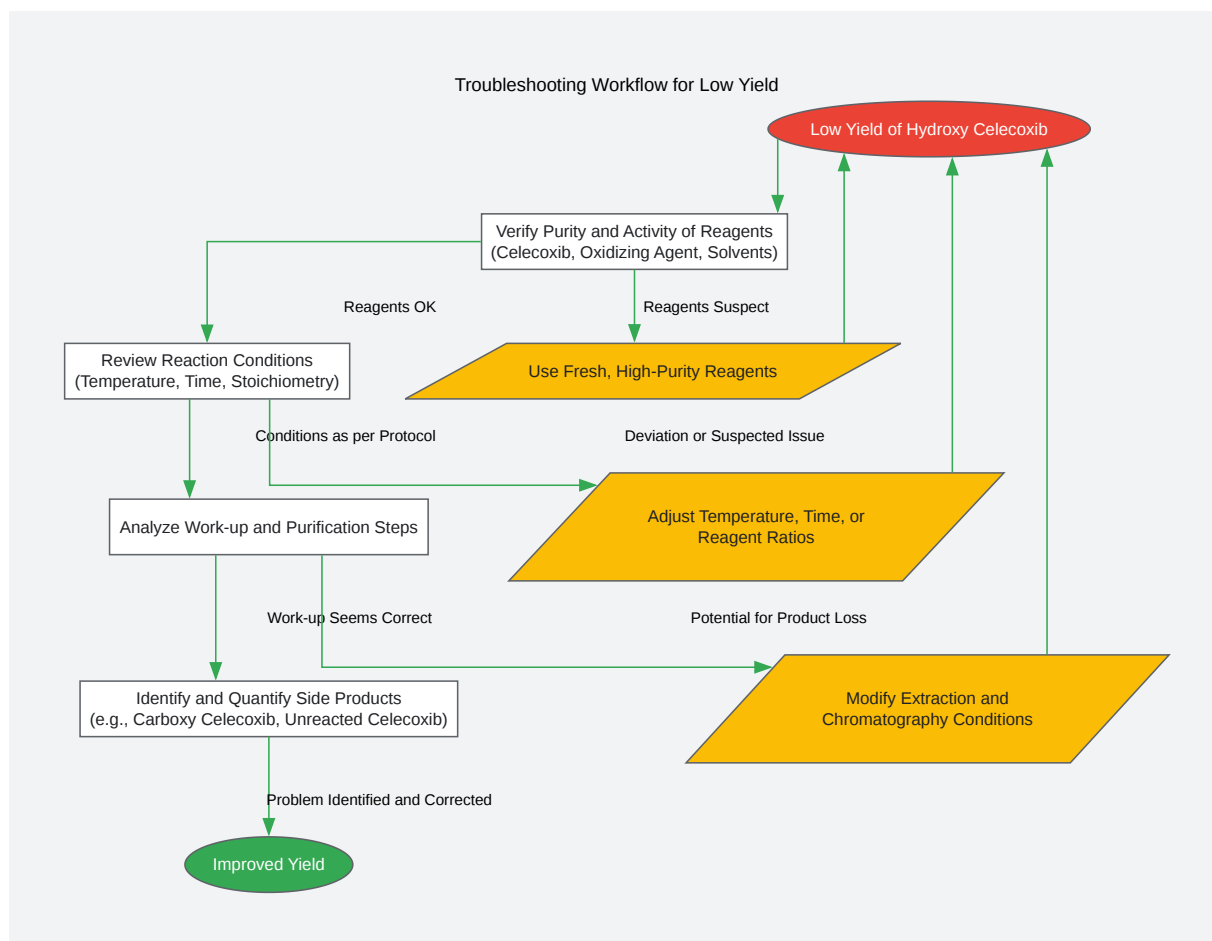 Troubleshooting Workflow for Low Yield
Low Yield of Hydroxy Celecoxib
Verify Purity and Activity of Reagents
(Celecoxib, Oxidizing Agent, Solvents)
Reagents OK
Reagents Suspect
Review Reaction Conditions
(Temperature, Time, Stoichiometry)
Use Fresh, High-Purity Reagents
Conditions as per Protocol
Deviation or Suspected Issue
Analyze Work-up and Purification Steps
Adjust Temperature, Time, or
Reagent Ratios
Work-up Seems Correct
Potential for Product Loss
Identify and Quantify Side Products
(e.g., Carboxy Celecoxib, Unreacted Celecoxib)
Modify Extraction and
Chromatography Conditions
Problem Identified and Corrected
Improved Yield